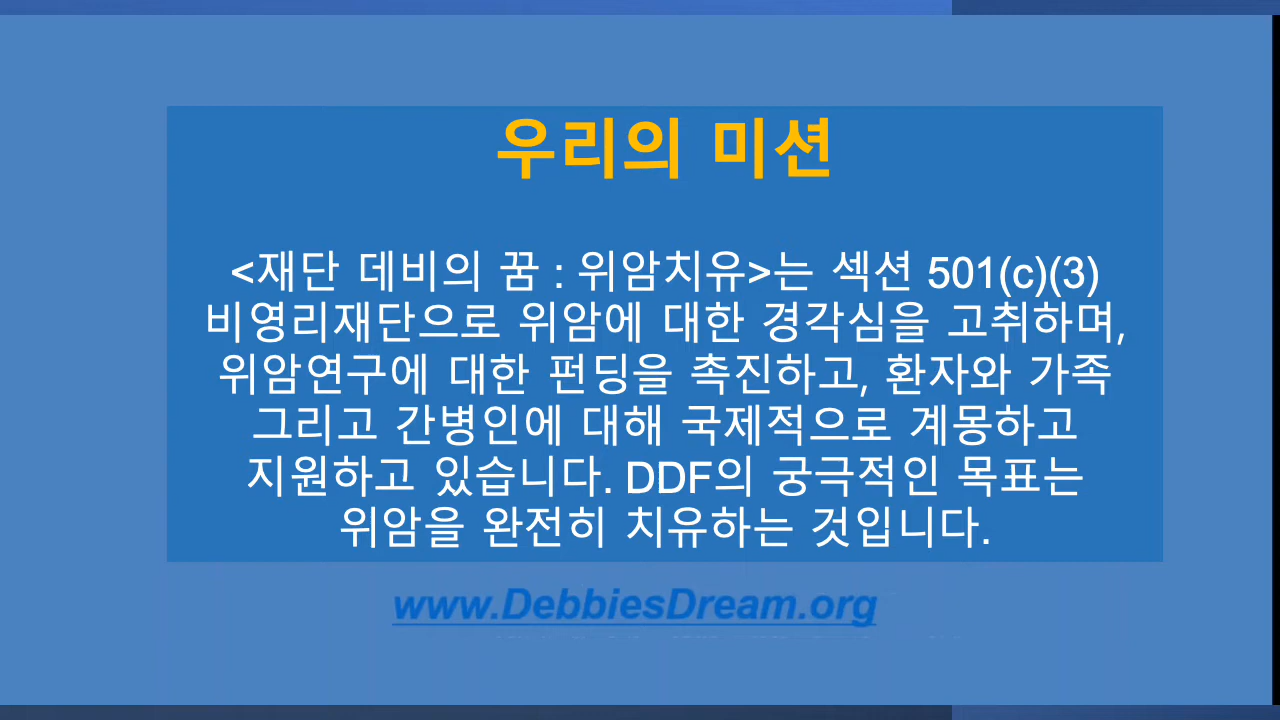 우리의 미션
<재단 데비의 꿈 : 위암치유>는 섹션 501(c)(3)
비영리재단으로 위암에 대한 경각심을 고취하며,
위암연구에 대한 펀딩을 촉진하고, 환자와 가족
그리고 간병인에 대해 국제적으로 계몽하고
지원하고 있습니다. DDF의 궁극적인 목표는
위암을 완전히 치유하는 것입니다.
www.DebbiesDream.org